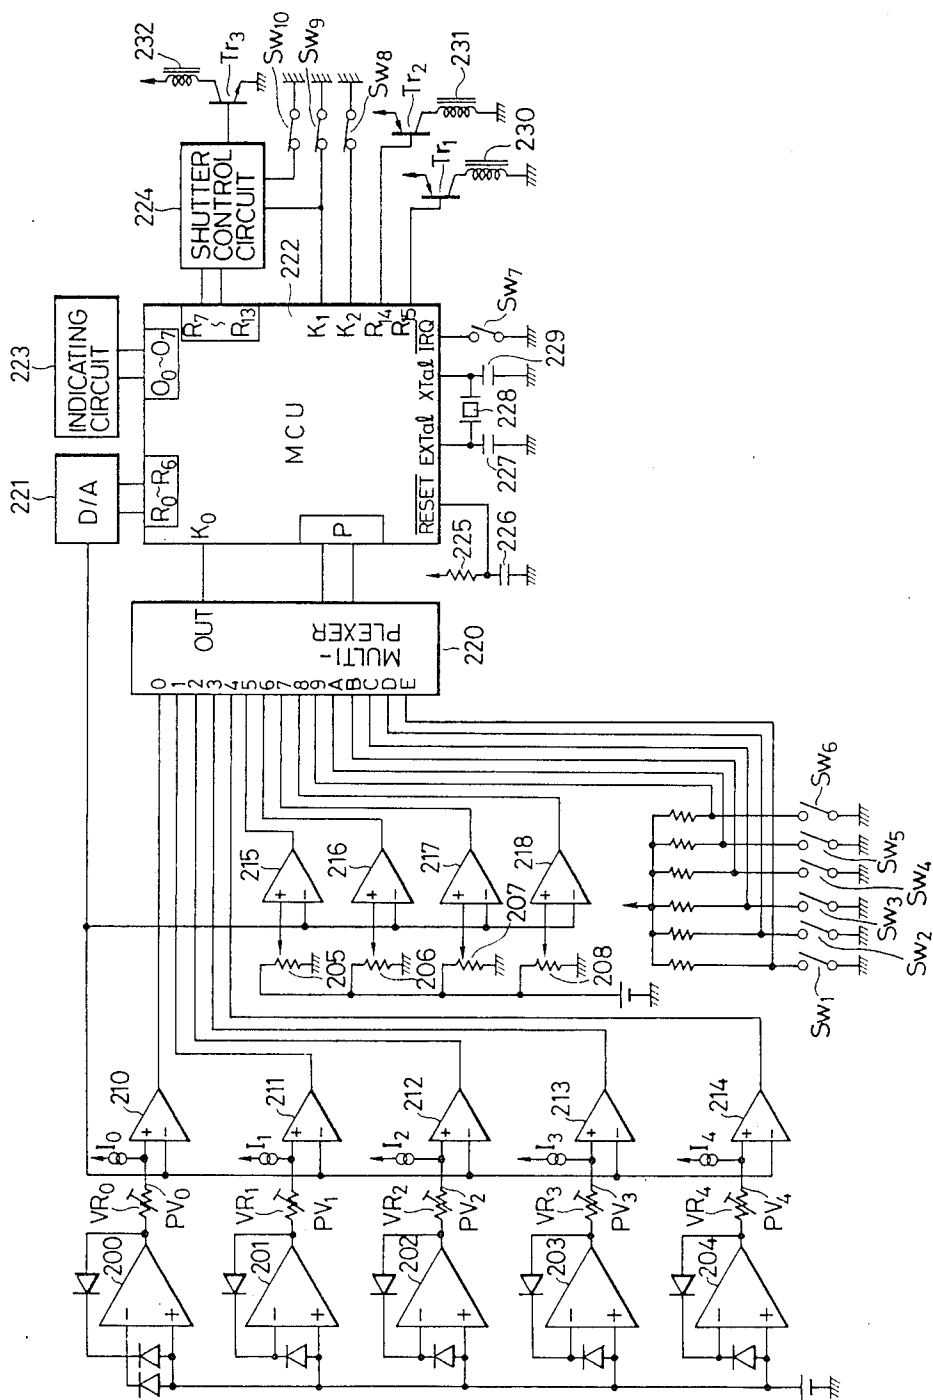 232
Tr3
SW10
SW9
SW8
Tr2
231
Tr1
230
224
SHUTTER
CONTROL
CIRCUIT
222
223
INDICATING
CIRCUIT
221
D/A
R0~R6
O0~O7
R7
~
R13
K0
K1
K2
R14
R15
MCU
P
RESET
EXTal
XTal
IRQ
SW7
225
226
227
228
229
OUT
MULTI-
PLEXER
220
0
1
2
3
4
5
6
7
8
9
A
B
C
D
E
215
+
-
216
+
-
217
+
-
218
+
-
205
206
207
208
SW6
SW5
SW4
SW3
SW2
SW1
210
+
-
I0
VR0
PV0
200
-
+
211
+
-
I1
VR1
PV1
201
-
+
212
+
-
I2
VR2
PV2
202
-
+
213
+
-
I3
VR3
PV3
203
-
+
214
+
-
I4
VR4
PV4
204
-
+